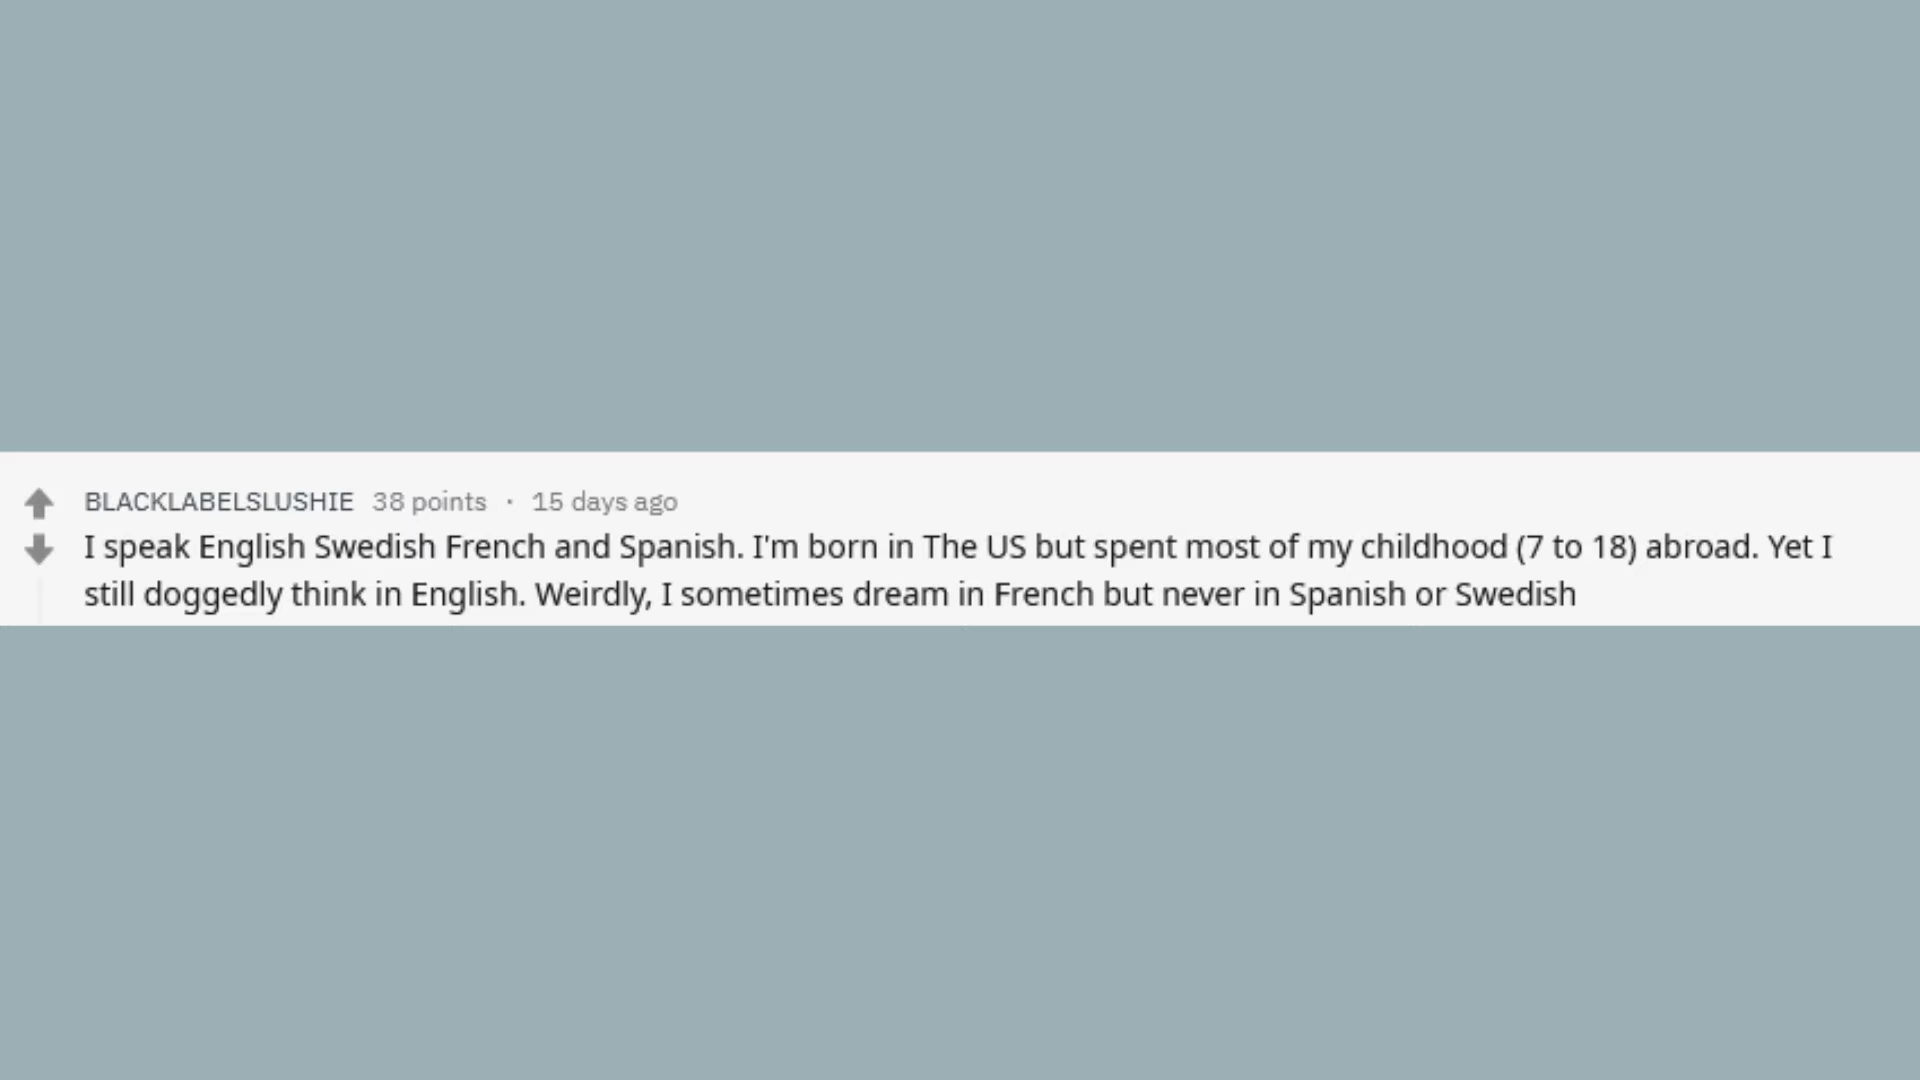 BLACKLABELSLUSHIE 38 points · 15 days ago
I speak English Swedish French and Spanish. I'm born in The US but spent most of my childhood (7 to 18) abroad. Yet I
still doggedly think in English. Weirdly, I sometimes dream in French but never in Spanish or Swedish